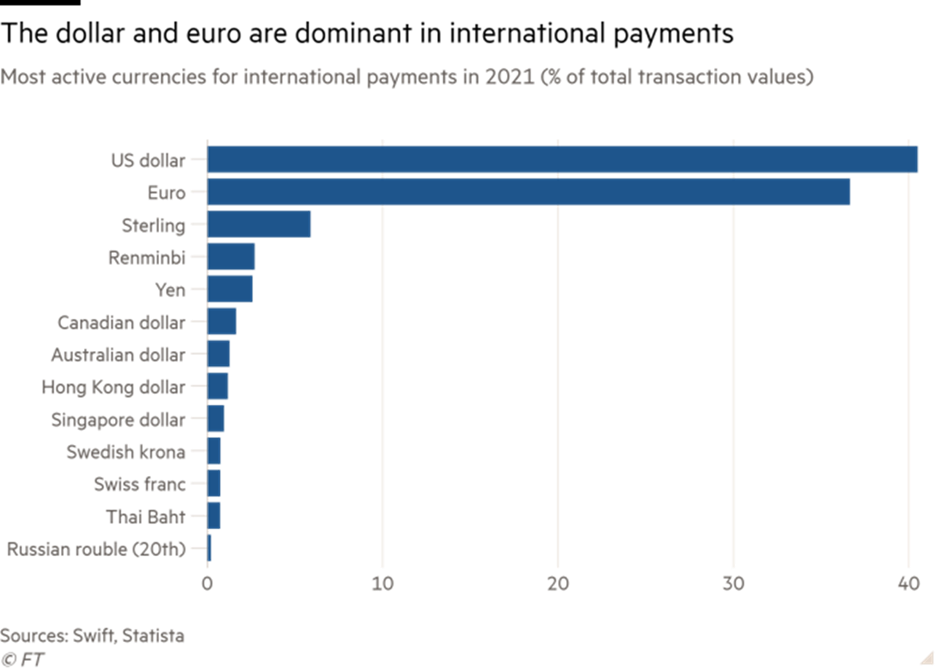 The dollar and euro are dominant in international payments
Most active currencies for international payments in 2021 (% of total transaction values)
US dollar
Euro
Sterling
Renminbi
Yen
Canadian dollar
Australian dollar
Hong Kong dollar
Singapore dollar
Swedish krona
Swiss franc
Thai Baht
Russian rouble (20th)
0 10 20 30 40
Sources: Swift, Statista
© FT